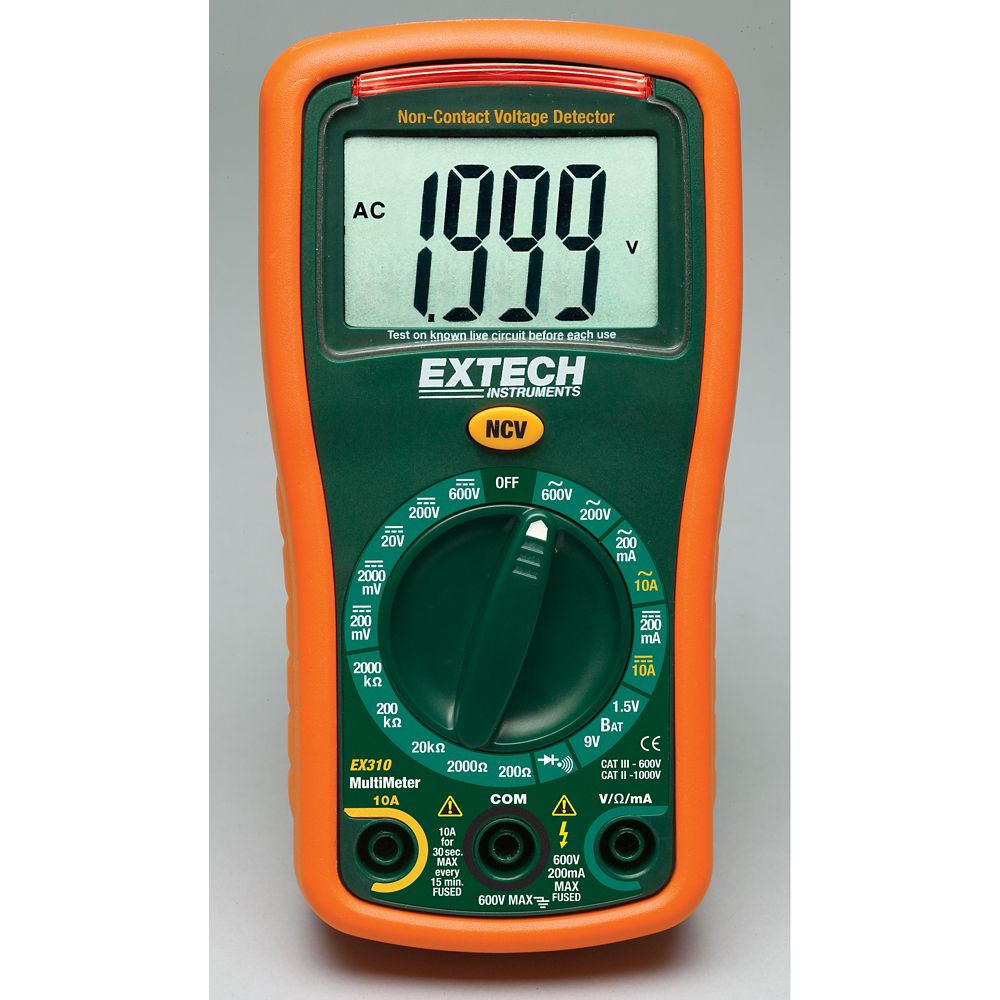 Non-Contact Voltage Detector
AC 1.999 V
Test on known live circuit before each use
EXTECH
INSTRUMENTS
NCV
OFF
600V
200V
200
mA
10A
200
mA
10A
1.5V
BAT
9V
200Ω
2000Ω
20kΩ
200
kΩ
2000
kΩ
200
mV
2000
mV
20V
200V
600V
CE
CAT III - 600V
CAT II -1000V
EX310
MultiMeter
10A
COM
V/Ω/mA
10A
for
30 sec.
MAX
every
15 min.
FUSED
600V
200mA
MAX
FUSED
600V MAX